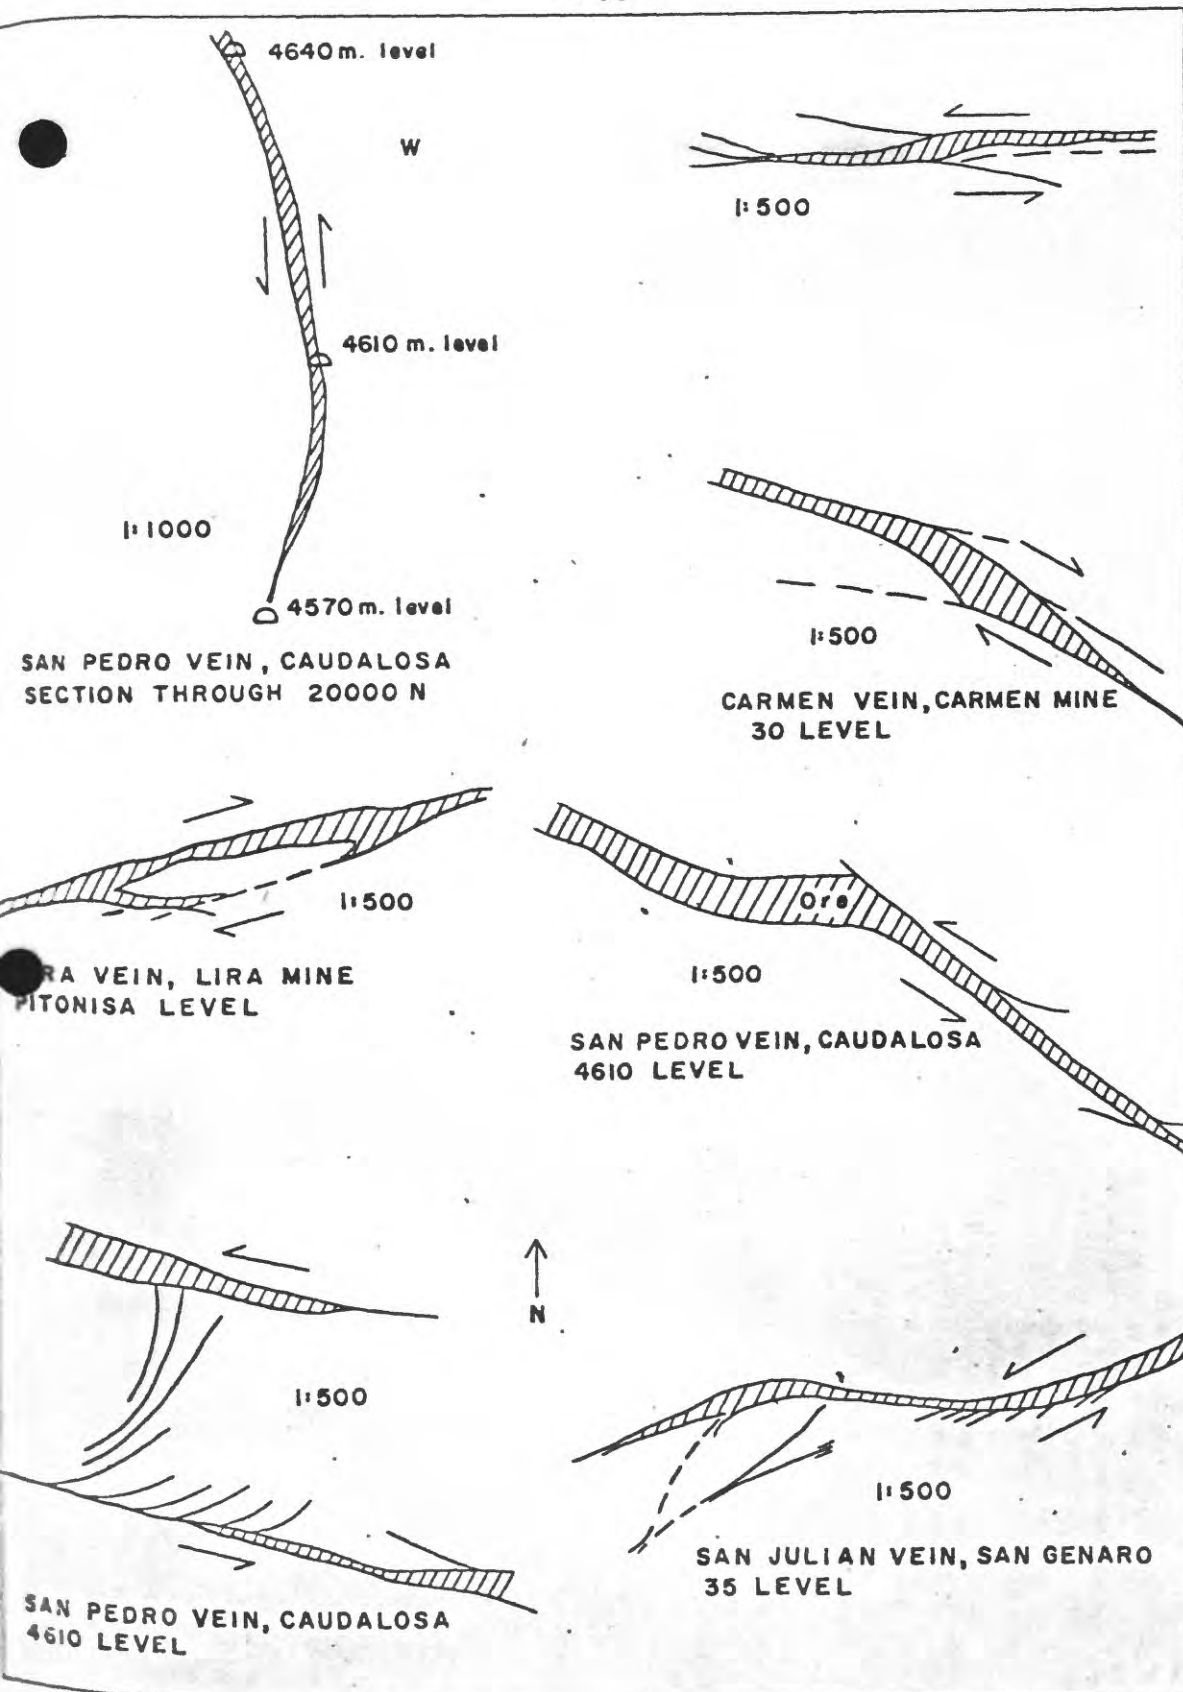 4640 m. level
W
4610 m. level
1:1000
4570 m. level
SAN PEDRO VEIN, CAUDALOSA
SECTION THROUGH 20000 N
1:500
1:500
CARMEN VEIN, CARMEN MINE
30 LEVEL
1:500
VEIN, LIRA MINE
PITONISA LEVEL
Ore
1:500
SAN PEDRO VEIN, CAUDALOSA
4610 LEVEL
N
1:500
SAN PEDRO VEIN, CAUDALOSA
4610 LEVEL
1:500
SAN JULIAN VEIN, SAN GENARO
35 LEVEL